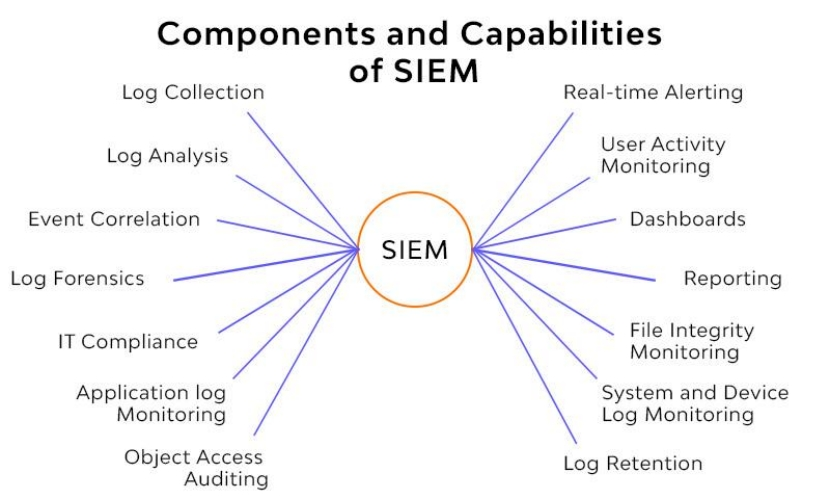 Components and Capabilities
of SIEM
Log Collection
Log Analysis
Event Correlation
Log Forensics
IT Compliance
Application log
Monitoring
Object Access
Auditing
SIEM
Real-time Alerting
User Activity
Monitoring
Dashboards
Reporting
File Integrity
Monitoring
System and Device
Log Monitoring
Log Retention